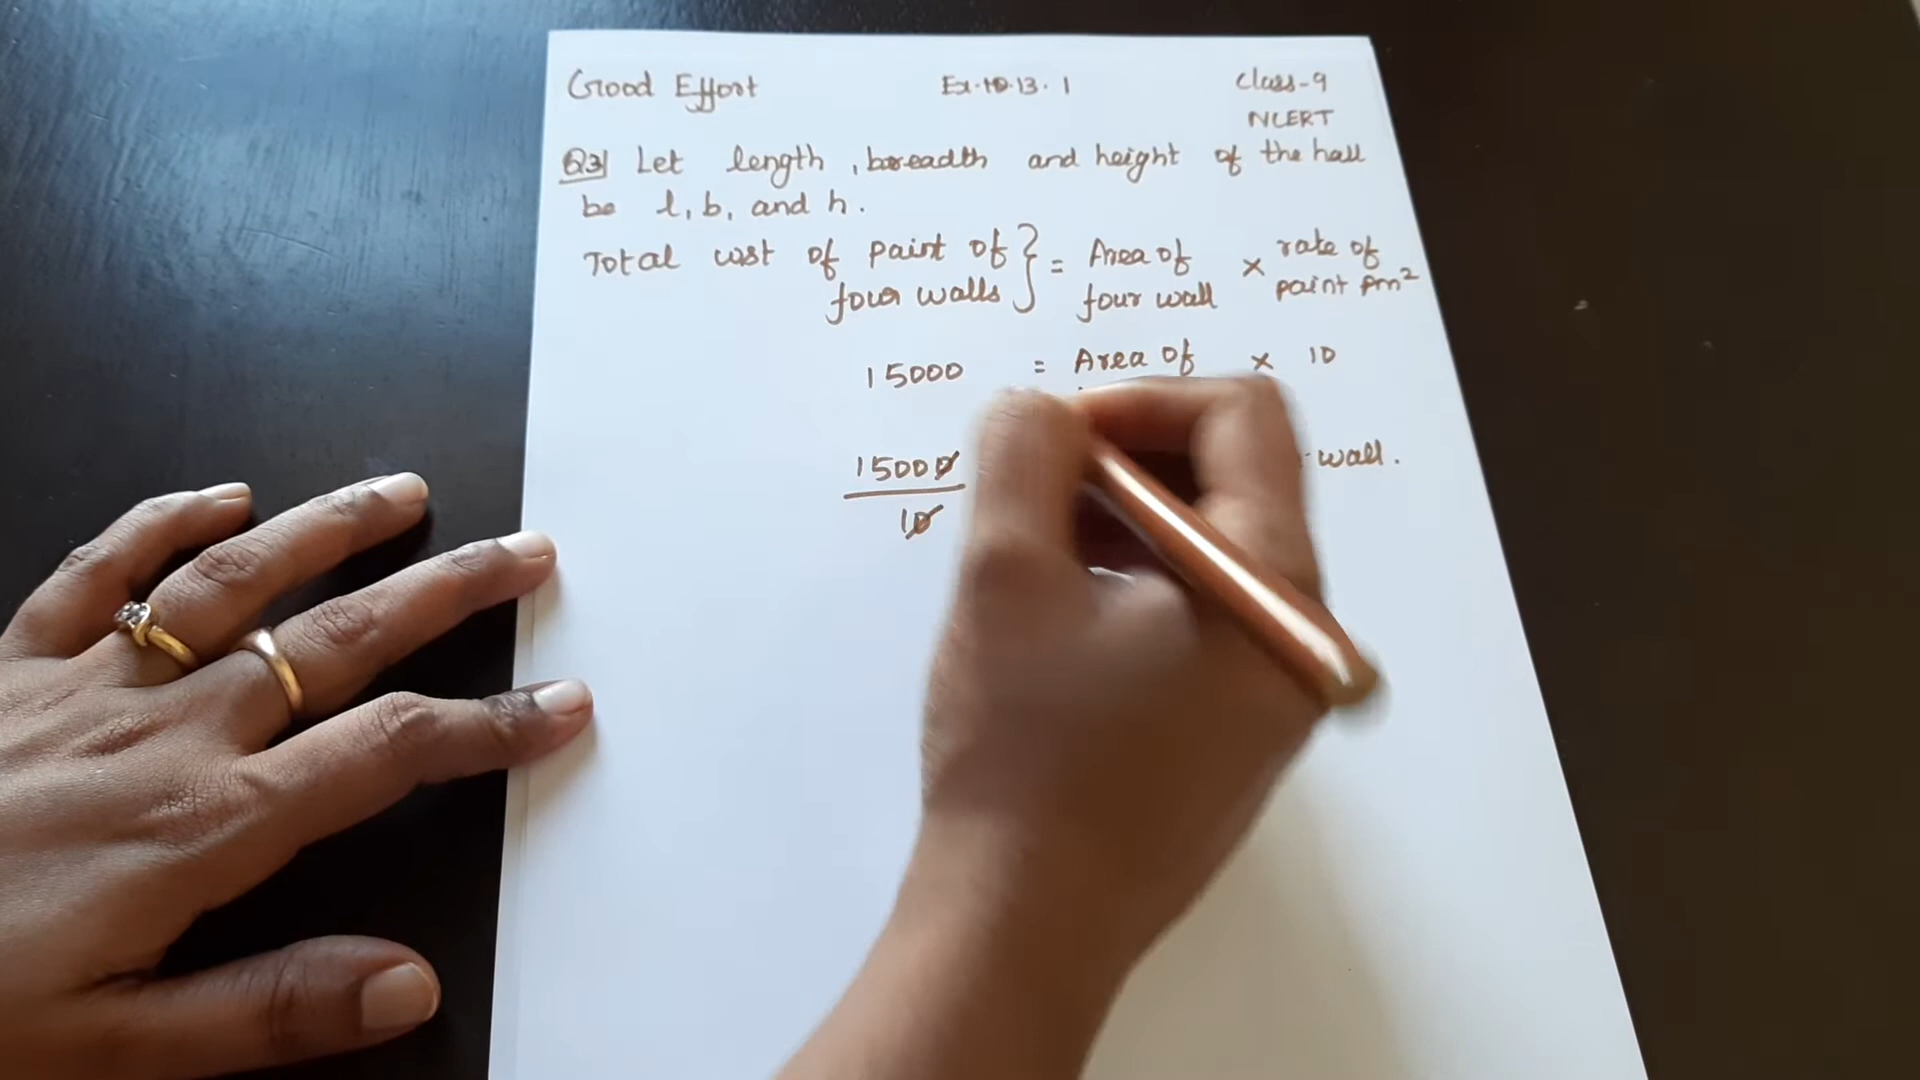 Good Effort Ex. 13.1 Class-9
NCERT
Q3 Let length, breadth and height of the hall
be l, b, and h.
Total cost of paint of } = Area of × rate of
four walls four wall paint Pm²
15000 = Area of × 10
15000 wall.
10